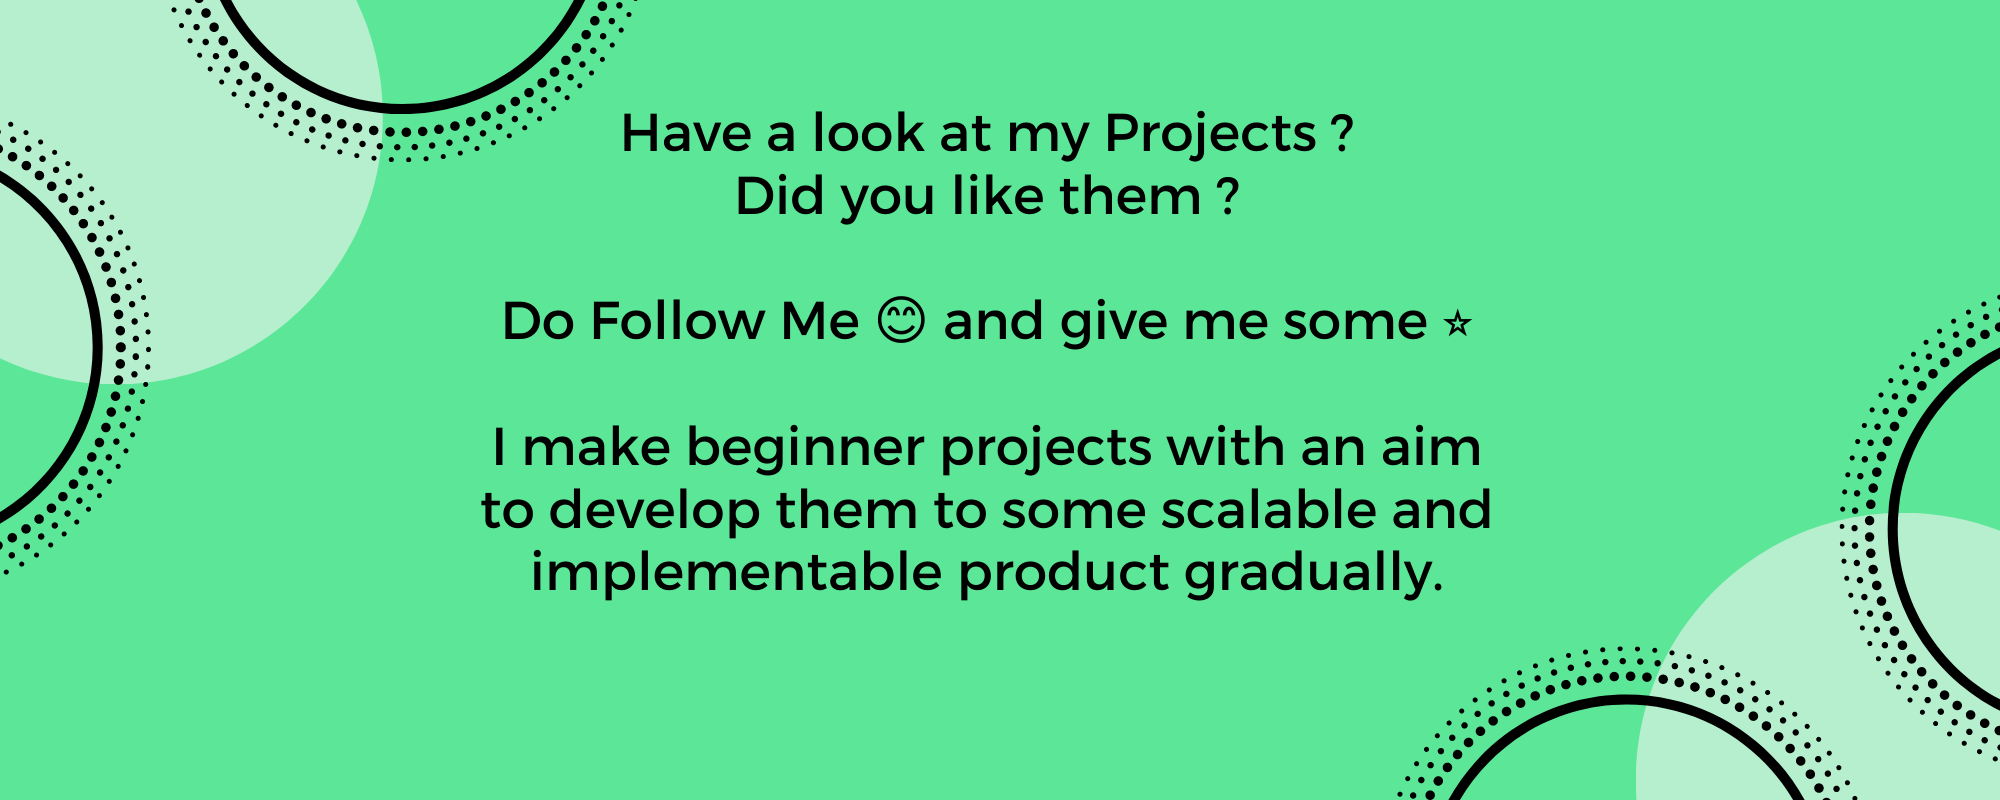 Have a look at my Projects ?
Did you like them ?
Do Follow Me 😊 and give me some ⭐
I make beginner projects with an aim
to develop them to some scalable and
implementable product gradually.